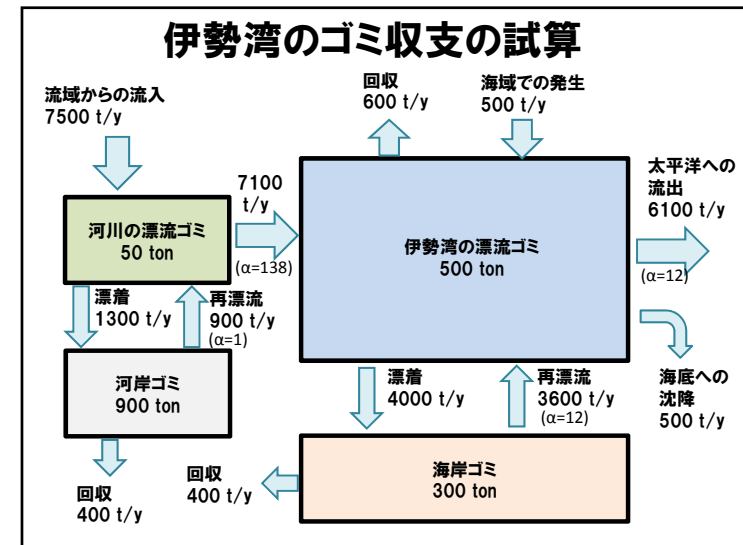 伊勢湾のゴミ収支の試算
流域からの流入
7500 t/y
回収
600 t/y
海域での発生
500 t/y
7100
t/y
(α=138)
河川の漂流ゴミ
50 ton
伊勢湾の漂流ゴミ
500 ton
太平洋への
流出
6100 t/y
(α=12)
漂着
1300 t/y
再漂流
900 t/y
(α=1)
河岸ゴミ
900 ton
漂着
4000 t/y
再漂流
3600 t/y
(α=12)
海底への
沈降
500 t/y
回収
400 t/y
回収
400 t/y
海岸ゴミ
300 ton